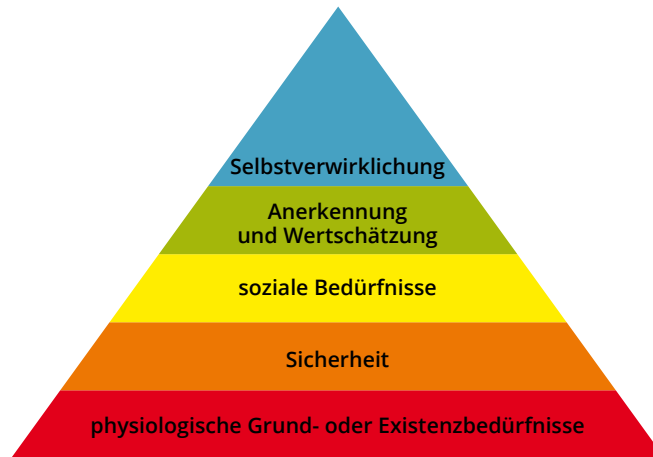 Selbstverwirklichung
Anerkennung
und Wertschätzung
soziale Bedürfnisse
Sicherheit
physiologische Grund- oder Existenzbedürfnisse